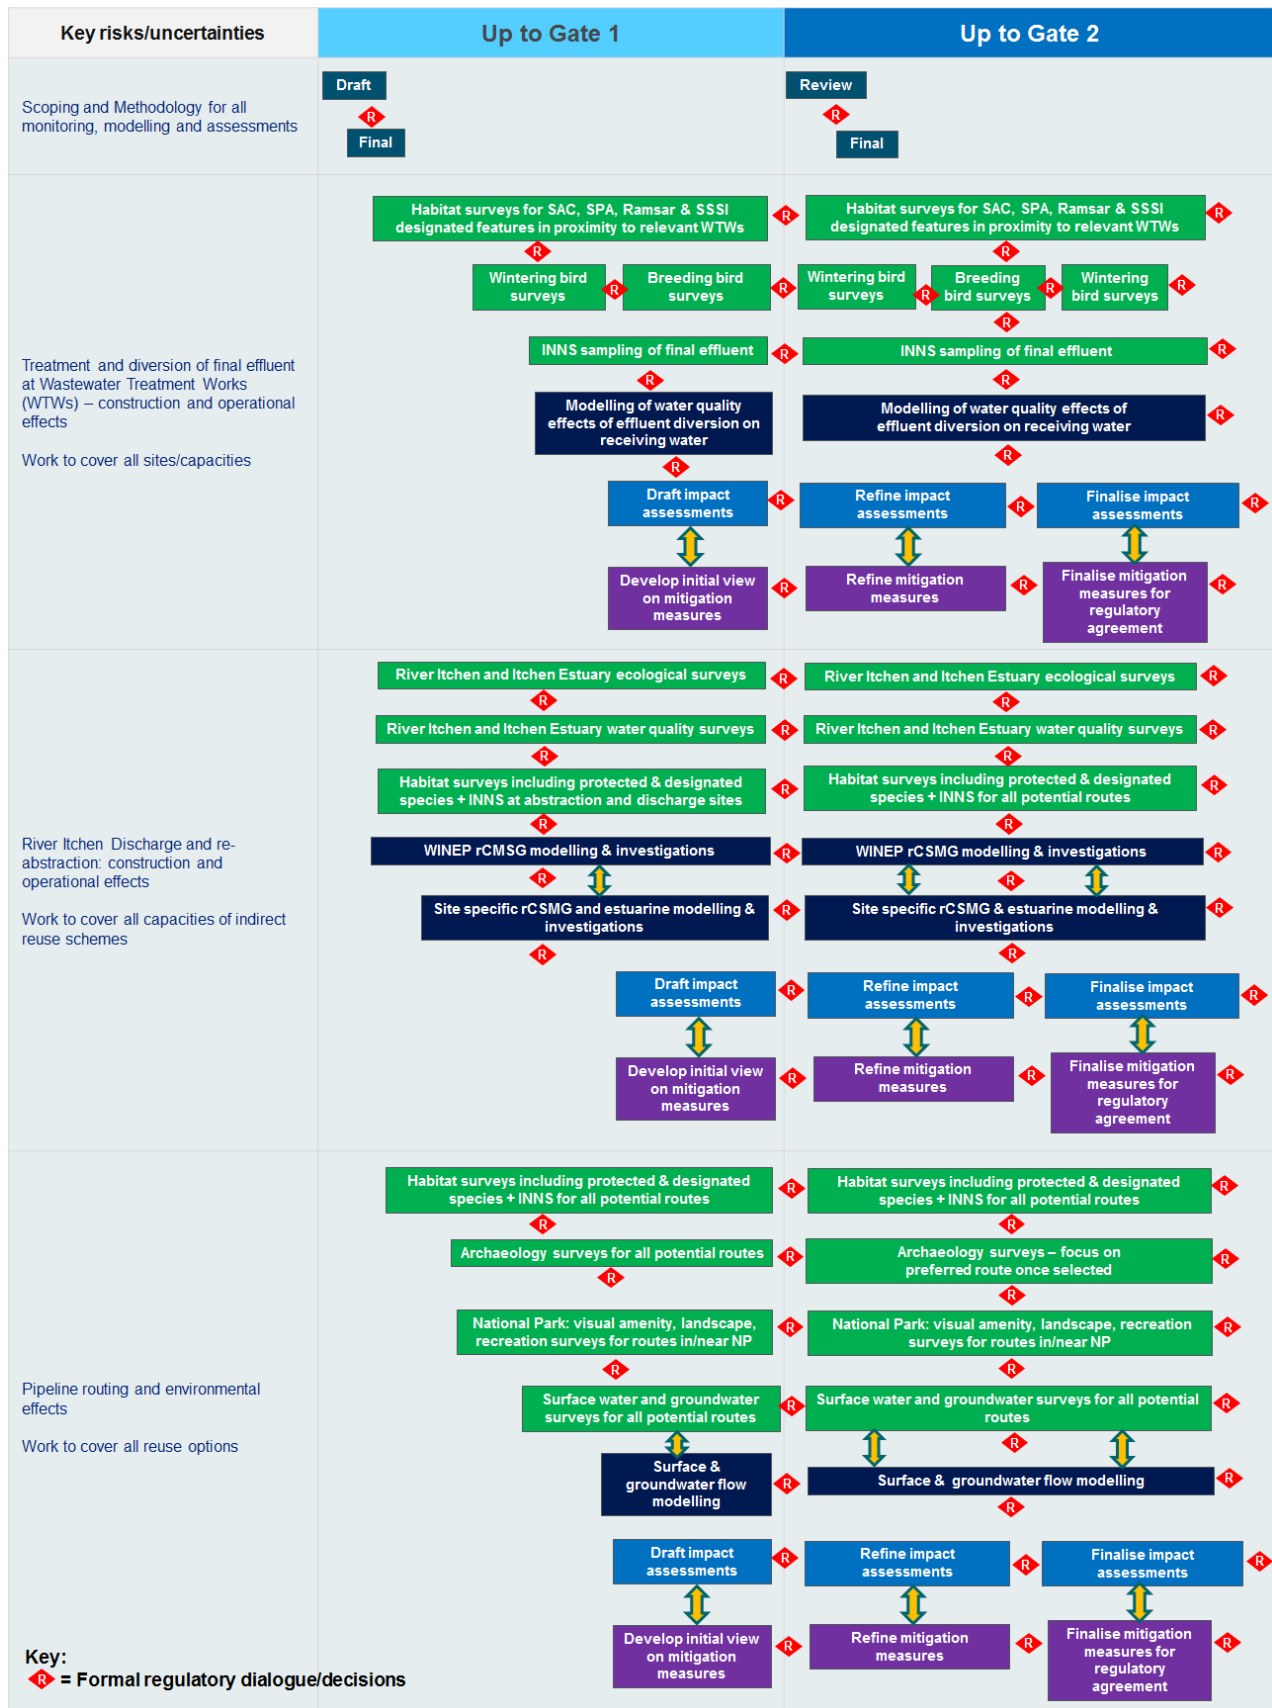 Key risks/uncertainties
Up to Gate 1
Up to Gate 2
Scoping and Methodology for all
monitoring, modelling and assessments
Draft
R
Final
Review
R
Final
Treatment and diversion of final effluent
at Wastewater Treatment Works
(WTWs) – construction and operational
effects
Work to cover all sites/capacities
Habitat surveys for SAC, SPA, Ramsar & SSSI
designated features in proximity to relevant WTWs
R
R
Wintering bird
surveys
R
Breeding bird
surveys
R
INNS sampling of final effluent
R
R
Modelling of water quality
effects of effluent diversion on
receiving water
R
Draft impact
assessments
R
Develop initial view
on mitigation
measures
R
Habitat surveys for SAC, SPA, Ramsar & SSSI
designated features in proximity to relevant WTWs
R
R
Wintering bird
surveys
R
Breeding
bird surveys
R
Wintering
bird surveys
R
R
INNS sampling of final effluent
R
R
Modelling of water quality effects of
effluent diversion on receiving water
R
R
Refine impact
assessments
R
Finalise impact
assessments
R
Refine mitigation
measures
R
Finalise mitigation
measures for
regulatory
agreement
R
River Itchen Discharge and re-
abstraction: construction and
operational effects
Work to cover all capacities of indirect
reuse schemes
River Itchen and Itchen Estuary ecological surveys
R
R
River Itchen and Itchen Estuary water quality surveys
R
R
Habitat surveys including protected & designated
species + INNS at abstraction and discharge sites
R
R
WINEP rCMSG modelling & investigations
R
R
Site specific rCSMG and estuarine modelling &
investigations
R
R
Draft impact
assessments
R
Develop initial view
on mitigation
measures
R
River Itchen and Itchen Estuary ecological surveys
R
R
River Itchen and Itchen Estuary water quality surveys
R
R
Habitat surveys including protected & designated
species + INNS for all potential routes
R
R
WINEP rCSMG modelling & investigations
R
R
Site specific rCSMG & estuarine modelling &
investigations
R
R
Refine impact
assessments
R
Finalise impact
assessments
R
Refine mitigation
measures
R
Finalise mitigation
measures for
regulatory
agreement
R
Pipeline routing and environmental
effects
Work to cover all reuse options
Habitat surveys including protected & designated
species + INNS for all potential routes
R
R
Archaeology surveys for all potential routes
R
R
National Park: visual amenity, landscape,
recreation surveys for routes in/near NP
R
R
Surface water and groundwater
surveys for all potential routes
R
Surface &
groundwater flow
modelling
R
Draft impact
assessments
R
Develop initial view
on mitigation
measures
R
Habitat surveys including protected & designated
species + INNS for all potential routes
R
R
Archaeology surveys – focus on
preferred route once selected
R
R
National Park: visual amenity, landscape, recreation
surveys for routes in/near NP
R
R
Surface water and groundwater surveys for all potential
routes
R
R
Surface & groundwater flow modelling
R
R
Refine impact
assessments
R
Finalise impact
assessments
R
Refine mitigation
measures
R
Finalise mitigation
measures for
regulatory
agreement
R
Key:
R = Formal regulatory dialogue/decisions